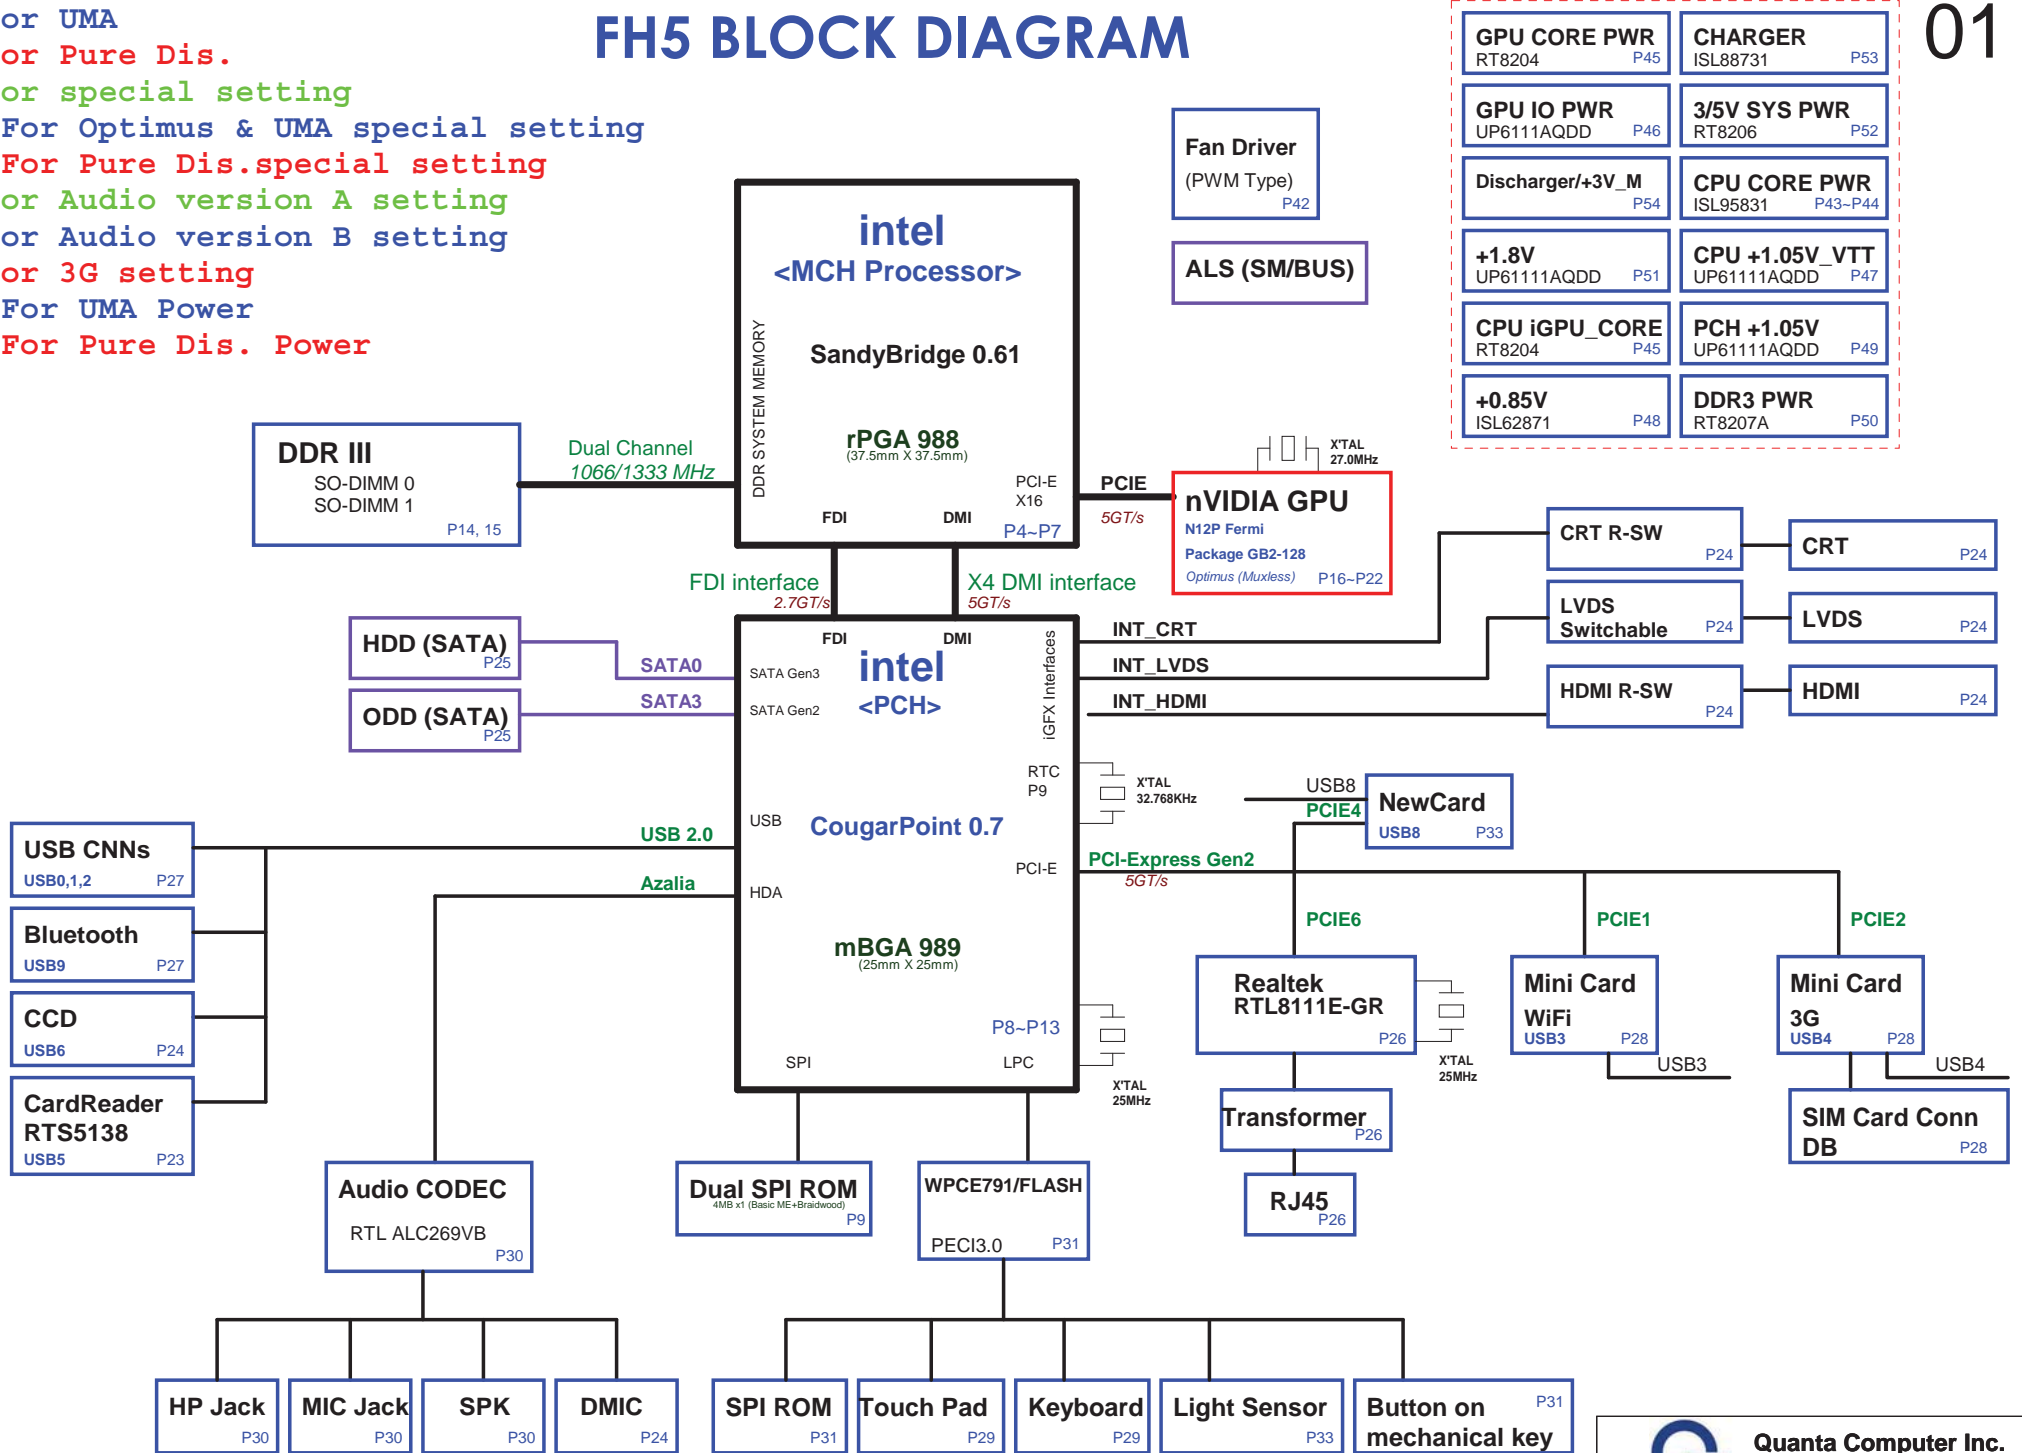 or UMA
or Pure Dis.
or special setting
For Optimus & UMA special setting
For Pure Dis.special setting
or Audio version A setting
or Audio version B setting
or 3G setting
For UMA Power
For Pure Dis. Power
FH5 BLOCK DIAGRAM
01
GPU CORE PWR
RT8204 P45
CHARGER
ISL88731 P53
GPU IO PWR
UP6111AQDD P46
3/5V SYS PWR
RT8206 P52
Discharger/+3V_M
P54
CPU CORE PWR
ISL95831 P43~P44
+1.8V
UP61111AQDD P51
CPU +1.05V_VTT
UP61111AQDD P47
CPU iGPU_CORE
RT8204 P45
PCH +1.05V
UP61111AQDD P49
+0.85V
ISL62871 P48
DDR3 PWR
RT8207A P50
Fan Driver
(PWM Type)
P42
ALS (SM/BUS)
intel
<MCH Processor>
SandyBridge 0.61
DDR SYSTEM MEMORY
rPGA 988
(37.5mm X 37.5mm)
PCI-E
X16
FDI DMI
P4~P7
DDR III
SO-DIMM 0
SO-DIMM 1
P14, 15
Dual Channel
1066/1333 MHz
PCIE
5GT/s
X'TAL
27.0MHz
nVIDIA GPU
N12P Fermi
Package GB2-128
Optimus (Muxless) P16~P22
FDI interface
2.7GT/s
X4 DMI interface
5GT/s
CRT R-SW
P24
CRT
P24
LVDS
Switchable P24
LVDS
P24
HDMI R-SW
P24
HDMI
P24
INT_CRT
INT_LVDS
INT_HDMI
HDD (SATA)
P25
ODD (SATA)
P25
SATA0
SATA3
FDI DMI
intel
<PCH>
SATA Gen3
SATA Gen2
iGFX Interfaces
RTC
P9
X'TAL
32.768KHz
USB
CougarPoint 0.7
PCI-E
HDA
mBGA 989
(25mm X 25mm)
P8~P13
SPI
LPC
X'TAL
25MHz
USB 2.0
Azalia
USB CNNs
USB0,1,2 P27
Bluetooth
USB9 P27
CCD
USB6 P24
CardReader
RTS5138
USB5 P23
USB8
PCIE4
NewCard
USB8 P33
PCI-Express Gen2
5GT/s
PCIE6
PCIE1
PCIE2
Realtek
RTL8111E-GR
P26
X'TAL
25MHz
Mini Card
WiFi
USB3 P28
USB3
Mini Card
3G
USB4 P28
USB4
Transformer
P26
RJ45
P26
SIM Card Conn
DB P28
Audio CODEC
RTL ALC269VB
P30
Dual SPI ROM
4MB x1 (Basic ME+Braidwood)
P9
WPCE791/FLASH
PECI3.0 P31
HP Jack
P30
MIC Jack
P30
SPK
P30
DMIC
P24
SPI ROM
P31
Touch Pad
P29
Keyboard
P29
Light Sensor
P33
Button on P31
mechanical key
Quanta Computer Inc.